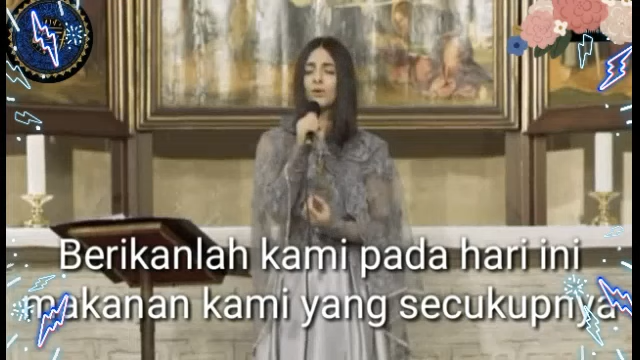 Berikanlah kami pada hari ini
makanan kami yang secukupnya